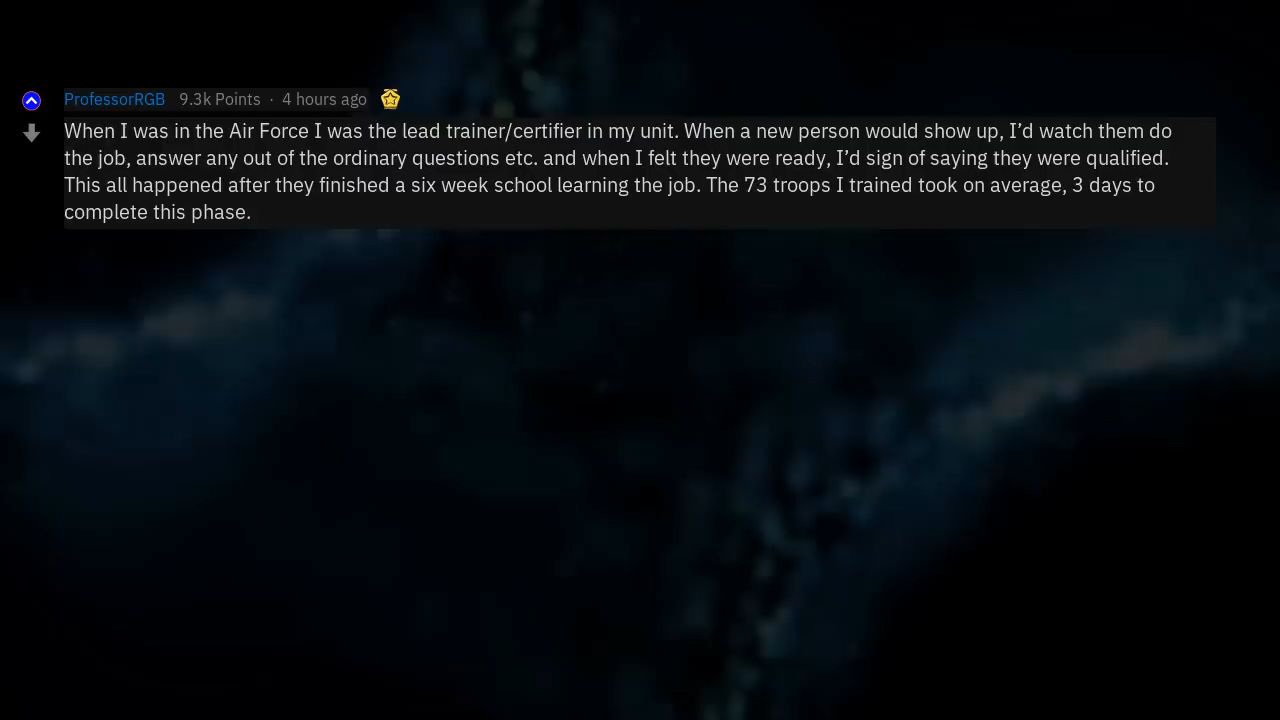 ProfessorRGB 9.3k Points · 4 hours ago
When I was in the Air Force I was the lead trainer/certifier in my unit. When a new person would show up, I’d watch them do
the job, answer any out of the ordinary questions etc. and when I felt they were ready, I’d sign of saying they were qualified.
This all happened after they finished a six week school learning the job. The 73 troops I trained took on average, 3 days to
complete this phase.